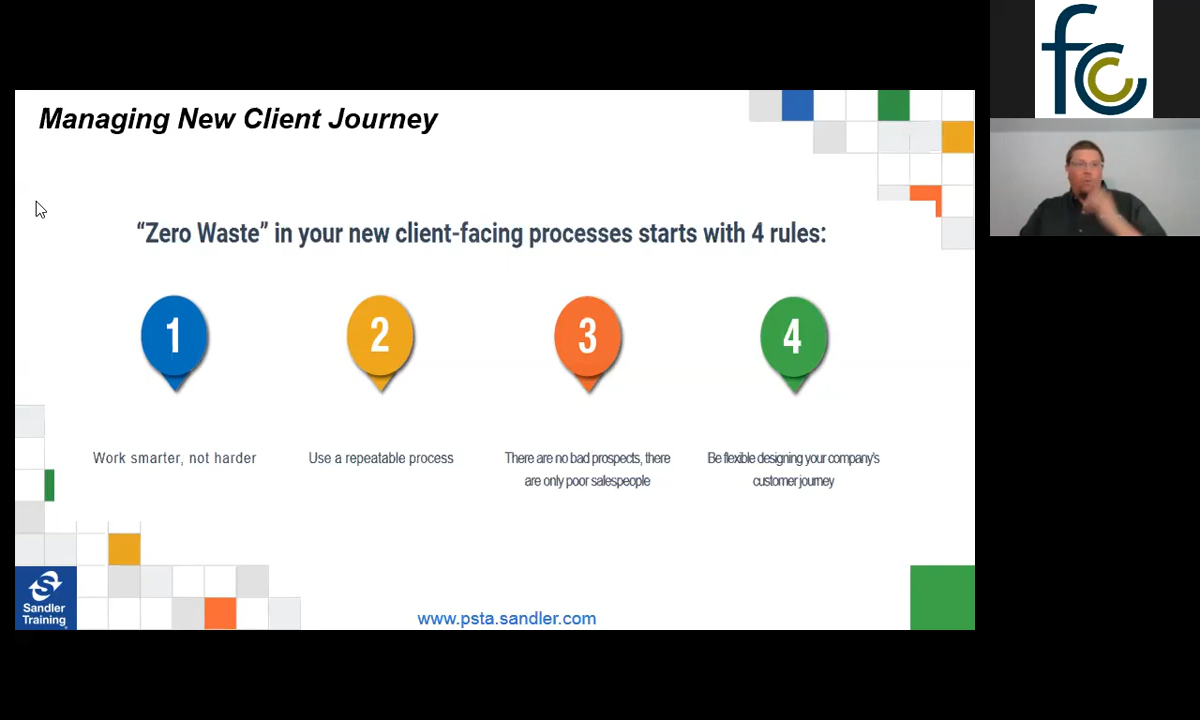 Managing New Client Journey
“Zero Waste” in your new client-facing processes starts with 4 rules:
1
2
3
4
Work smarter, not harder
Use a repeatable process
There are no bad prospects, there
are only poor salespeople
Be flexible designing your company's
customer journey
S
Sandler
Training
www.psta.sandler.com
fcc